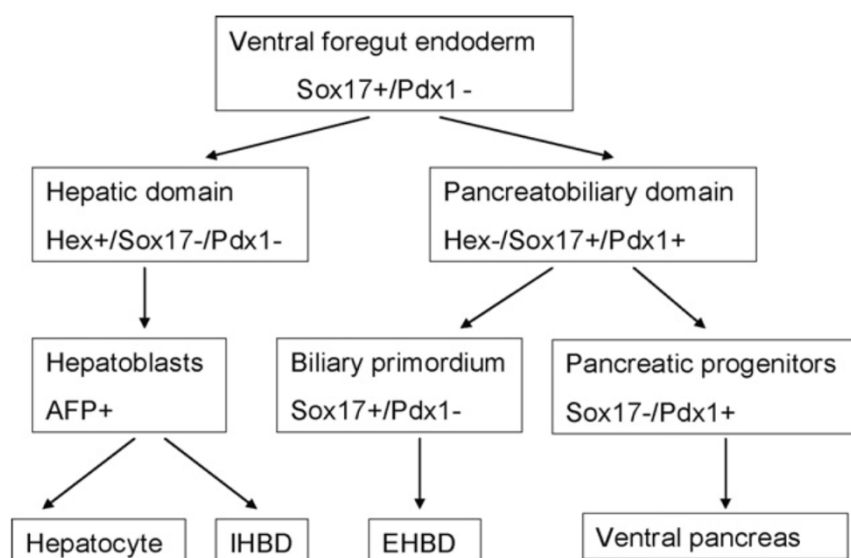 Ventral foregut endoderm
Sox17+/Pdx1-
Hepatic domain
Hex+/Sox17-/Pdx1-
Pancreatobiliary domain
Hex-/Sox17+/Pdx1+
Hepatoblasts
AFP+
Biliary primordium
Sox17+/Pdx1-
Pancreatic progenitors
Sox17-/Pdx1+
Hepatocyte
IHBD
EHBD
Ventral pancreas